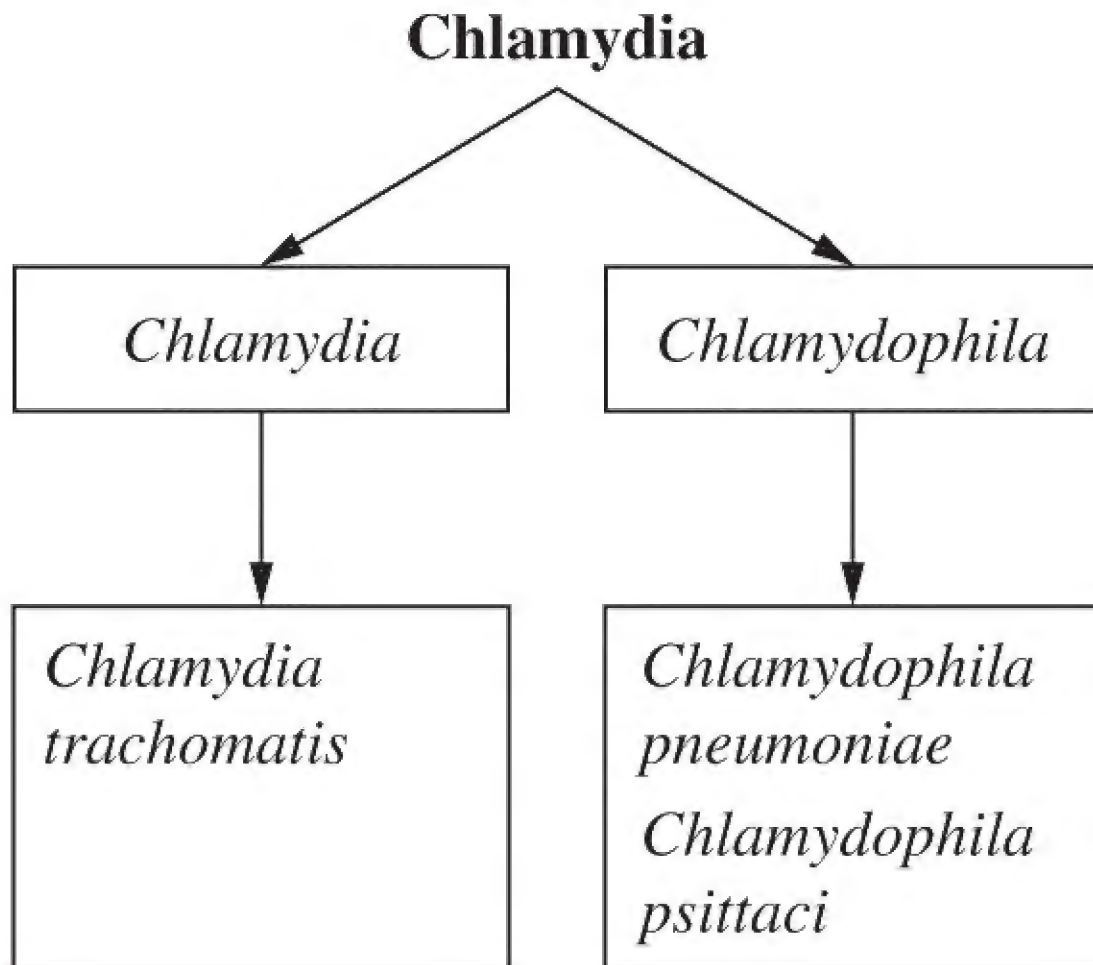 Chlamydia
Chlamydia
Chlamydophila
Chlamydia
trachomatis
Chlamydophila
pneumoniae
Chlamydophila
psittaci